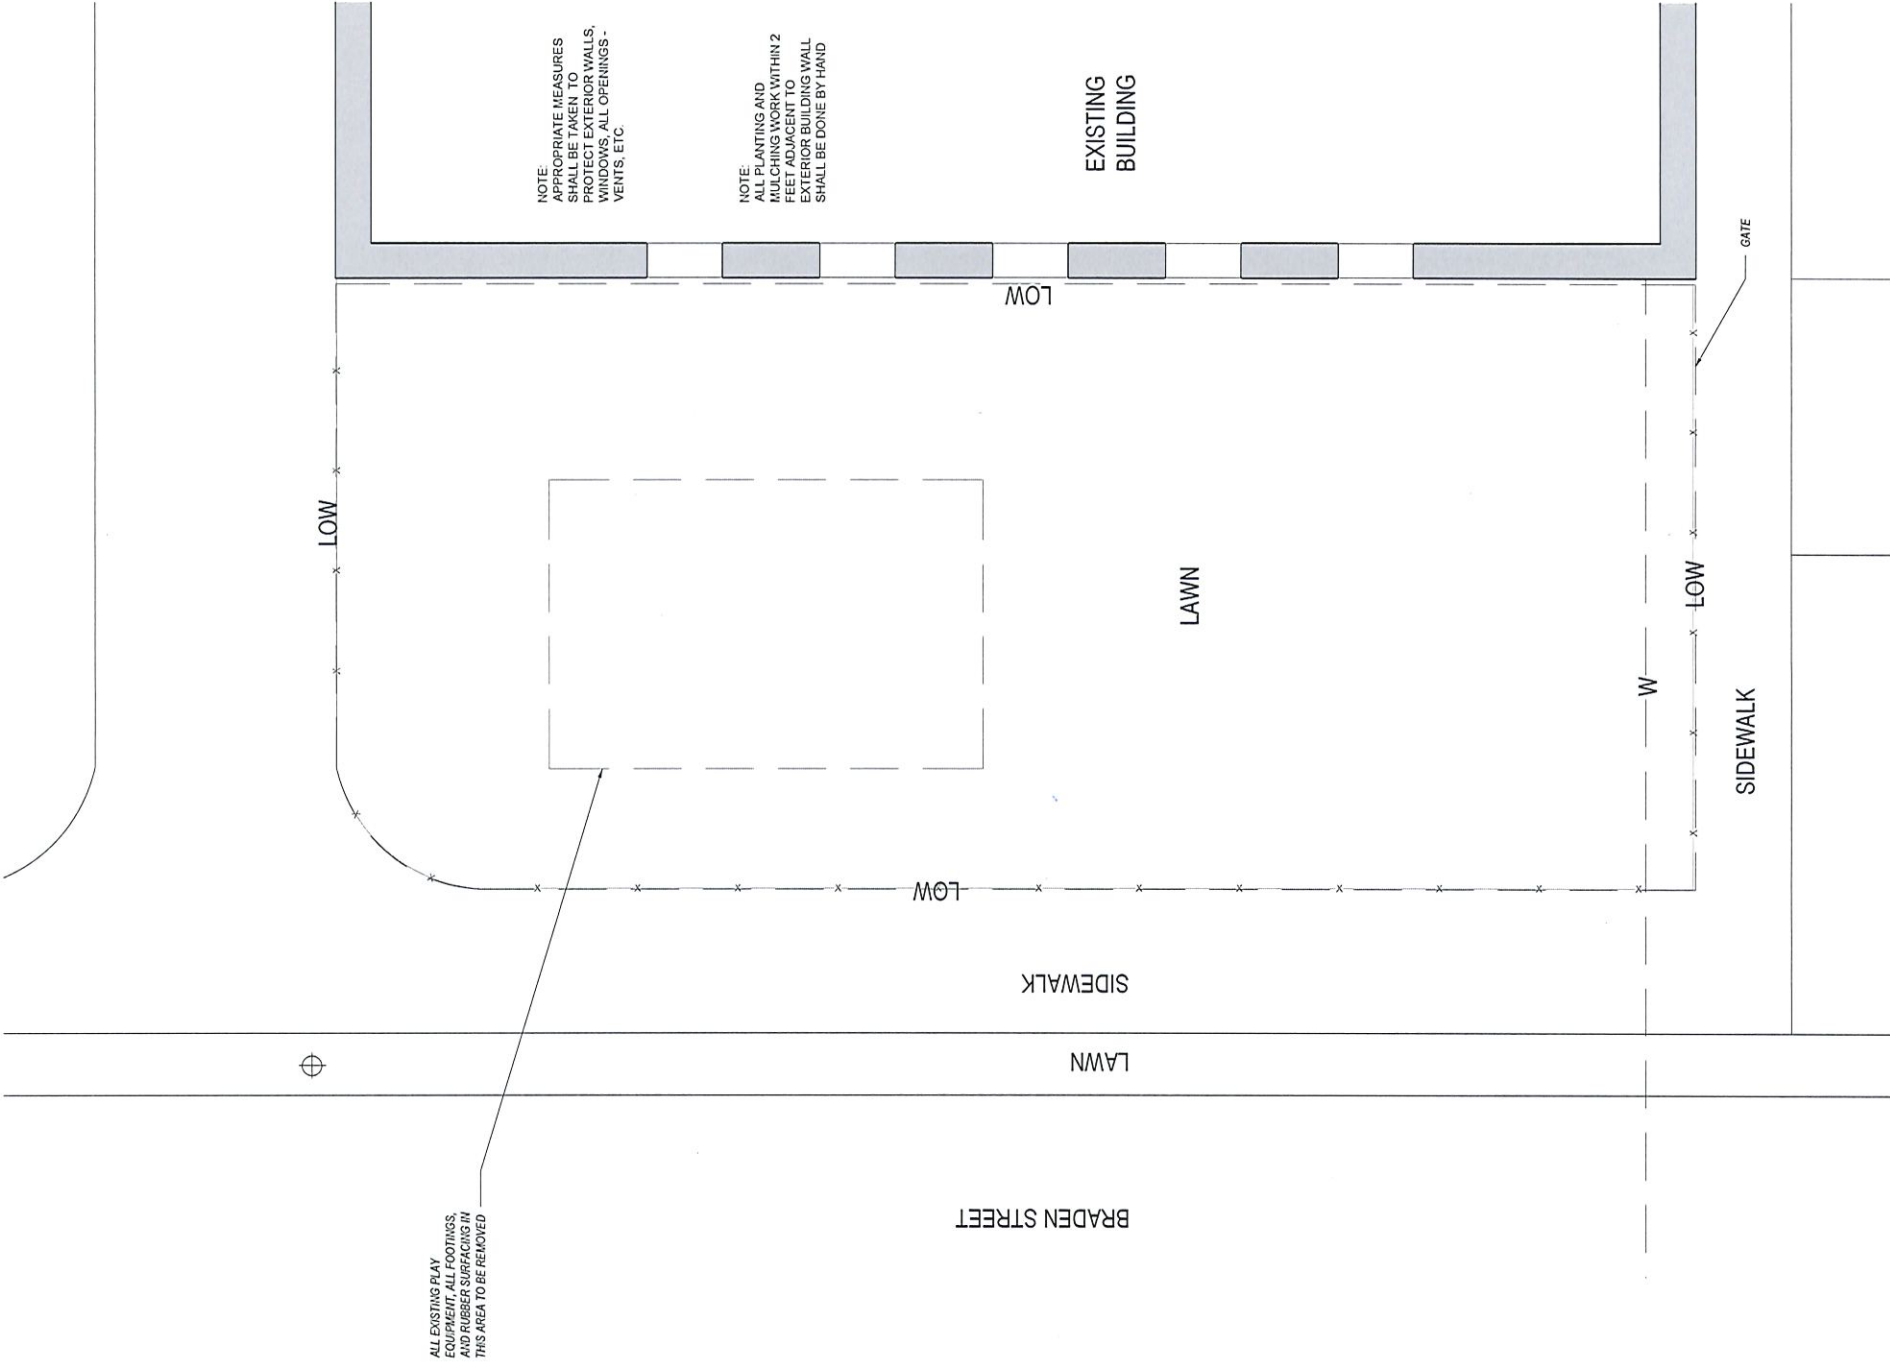 NOTE:
APPROPRIATE MEASURES
SHALL BE TAKEN TO
PROTECT EXTERIOR WALLS,
WINDOWS, ALL OPENINGS -
VENTS, ETC.
NOTE:
ALL PLANTING AND
MULCHING WORK WITHIN 2
FEET ADJACENT TO
EXTERIOR BUILDING WALL
SHALL BE DONE BY HAND
EXISTING
BUILDING
GATE
LOW
LOW
LAWN
LOW
W
SIDEWALK
LOW
SIDEWALK
LAWN
BRADEN STREET
ALL EXISTING PLAY
EQUIPMENT, ALL FOOTINGS,
AND RUBBER SURFACING IN
THIS AREA TO BE REMOVED